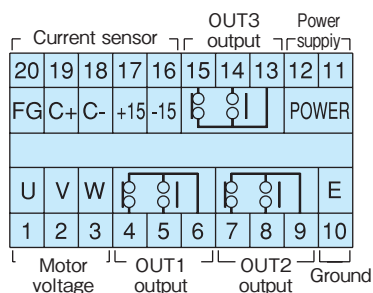 OUT3 Power
Current sensor output suppiy
20 19 18 17 16 15 14 13 12 11
FG C+ C- +15 -15 POWER
U V W E
1 2 3 4 5 6 7 8 9 10
Motor OUT1 OUT2 Ground
voltage output output